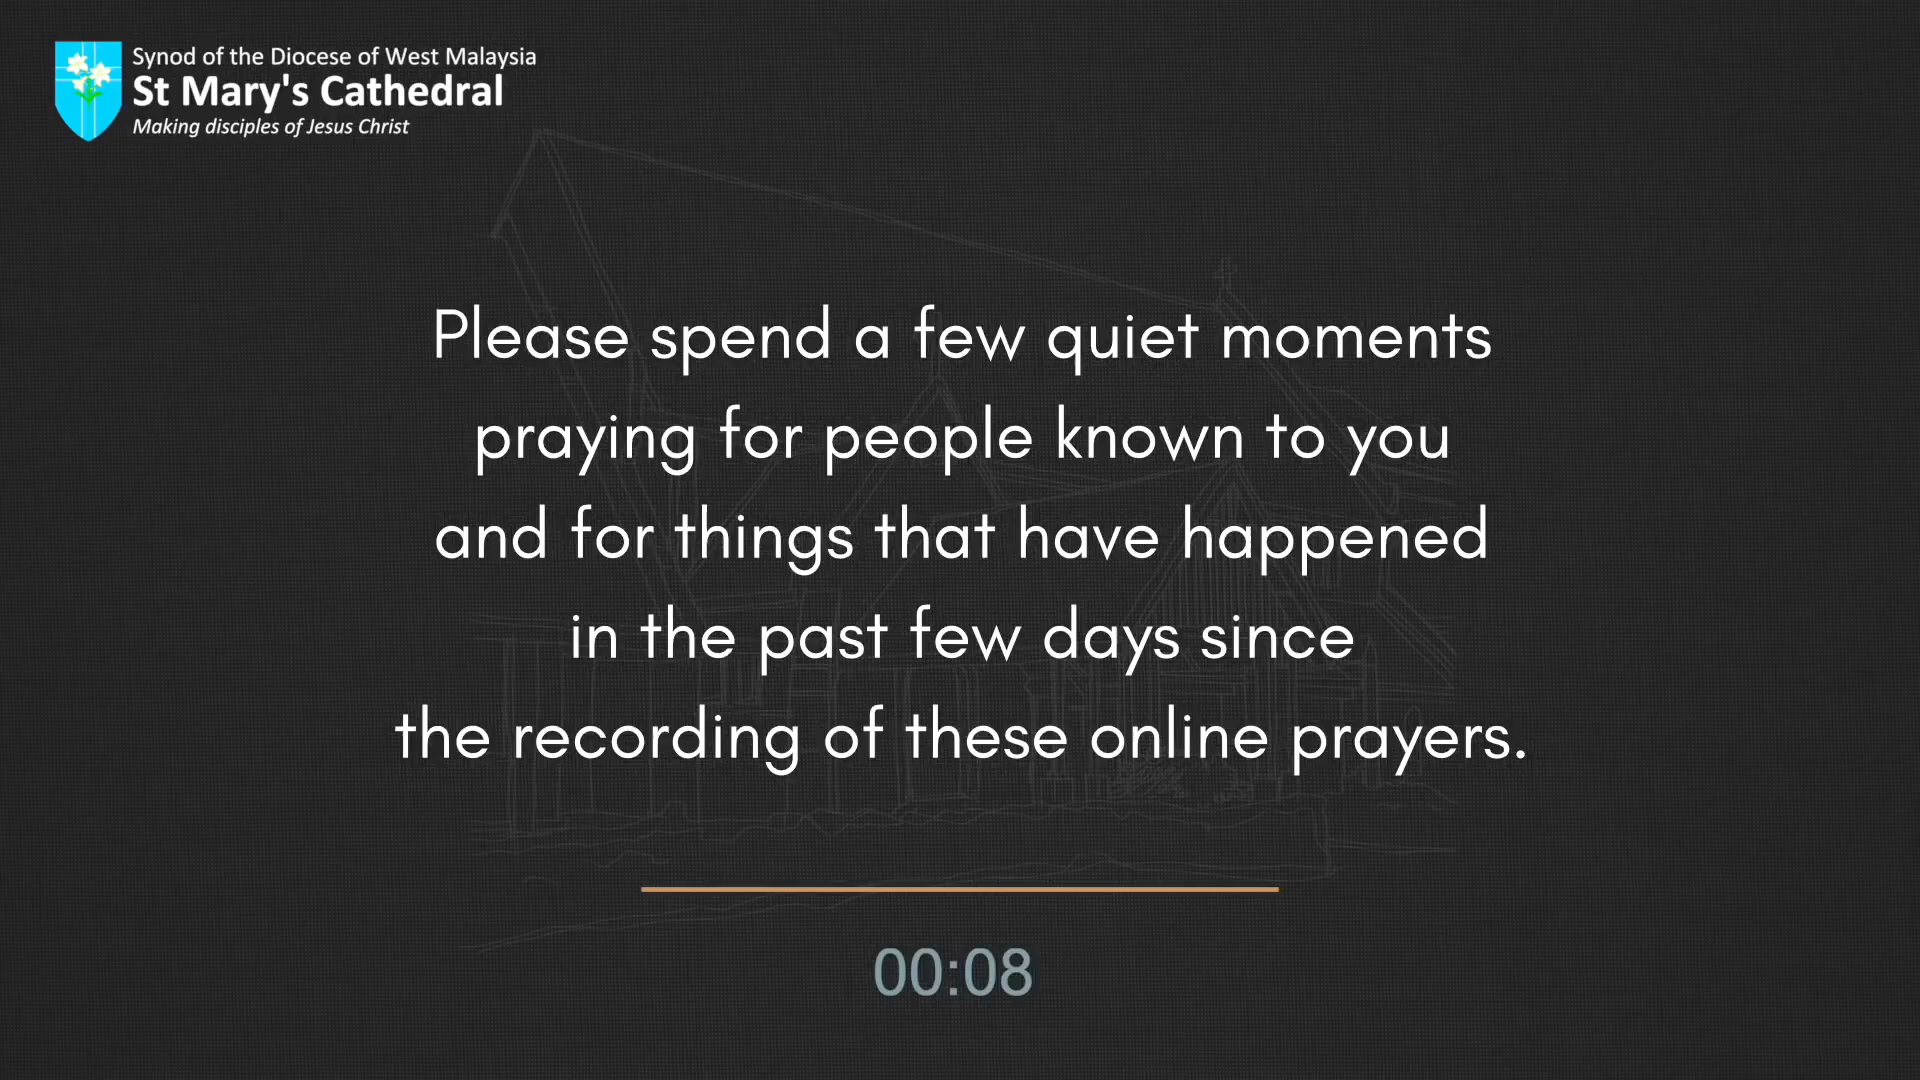 Synod of the Diocese of West Malaysia
St Mary's Cathedral
Making disciples of Jesus Christ
Please spend a few quiet moments
praying for people known to you
and for things that have happened
in the past few days since
the recording of these online prayers.
00:08